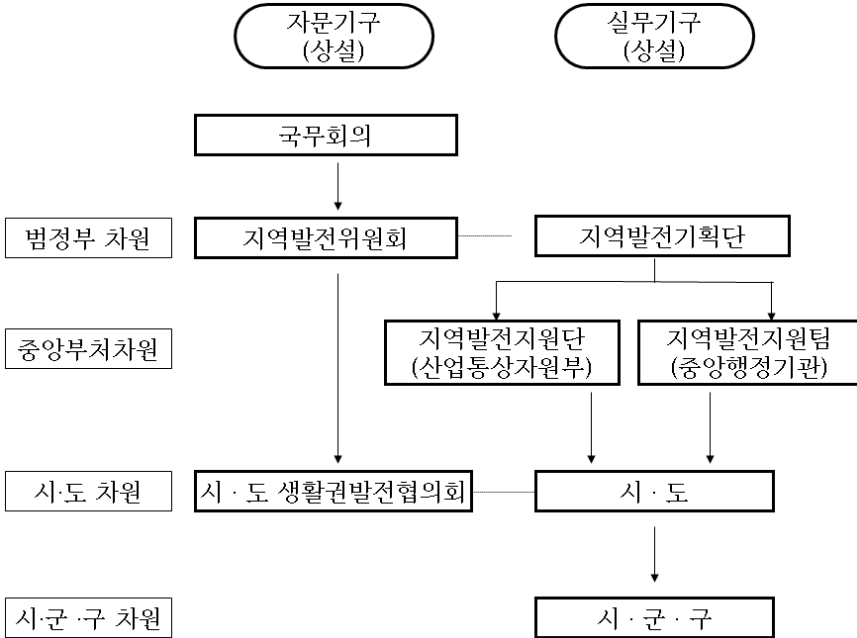 자문기구
(상설)
실무기구
(상설)
국무회의
범정부 차원
지역발전위원회
지역발전기획단
중앙부처차원
지역발전지원단
(산업통상자원부)
지역발전지원팀
(중앙행정기관)
시·도 차원
시 · 도 생활권발전협의회
시 · 도
시·군 ·구 차원
시 · 군 · 구